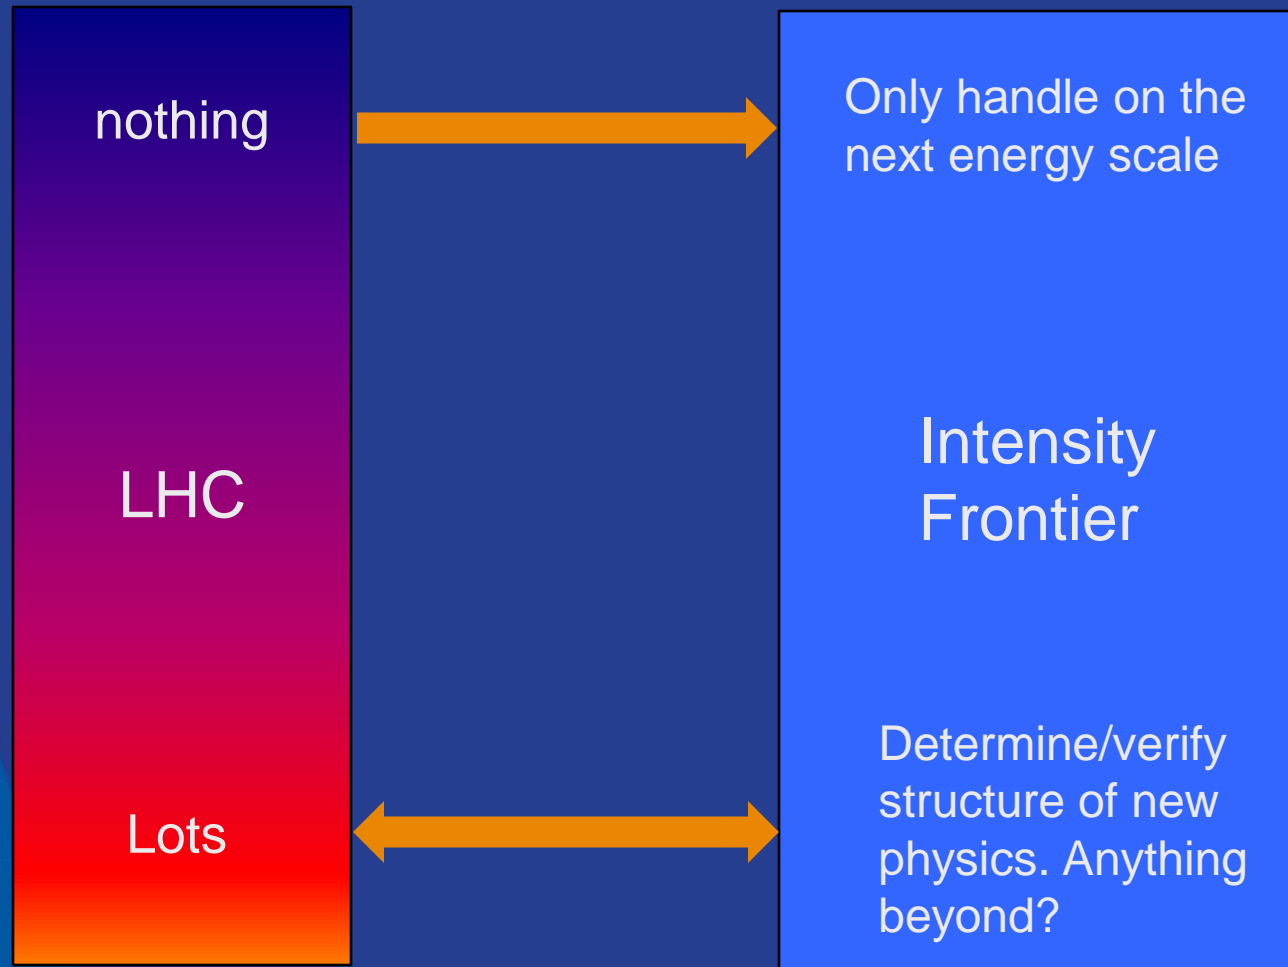 nothing
Only handle on the
next energy scale
LHC
Intensity
Frontier
Lots
Determine/verify
structure of new
physics. Anything
beyond?